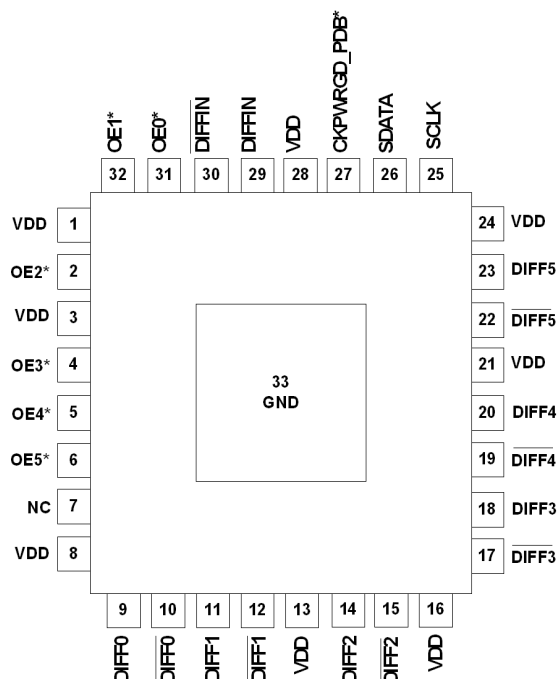 OE1*
OE0*
DIFFIN
DIFFIN
VDD
CKPWRGD_PDB*
SDATA
SCLK
32
31
30
29
28
27
26
25
VDD 1
OE2* 2
VDD 3
OE3* 4
OE4* 5
OE5* 6
NC 7
VDD 8
33
GND
24 VDD
23 DIFF5
22 DIFF5
21 VDD
20 DIFF4
19 DIFF4
18 DIFF3
17 DIFF3
9
10
11
12
13
14
15
16
DIFF0
DIFF0
DIFF1
DIFF1
VDD
DIFF2
DIFF2
VDD